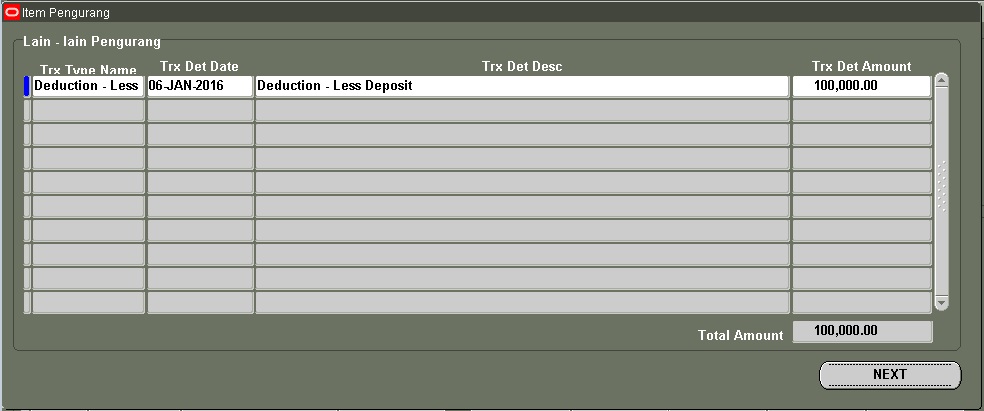 Item Pengurang
Lain - lain Pengurang
Trx Type Name Trx Det Date Trx Det Desc Trx Det Amount
Deduction - Less 06-JAN-2016 Deduction - Less Deposit 100,000.00
Total Amount 100,000.00
NEXT